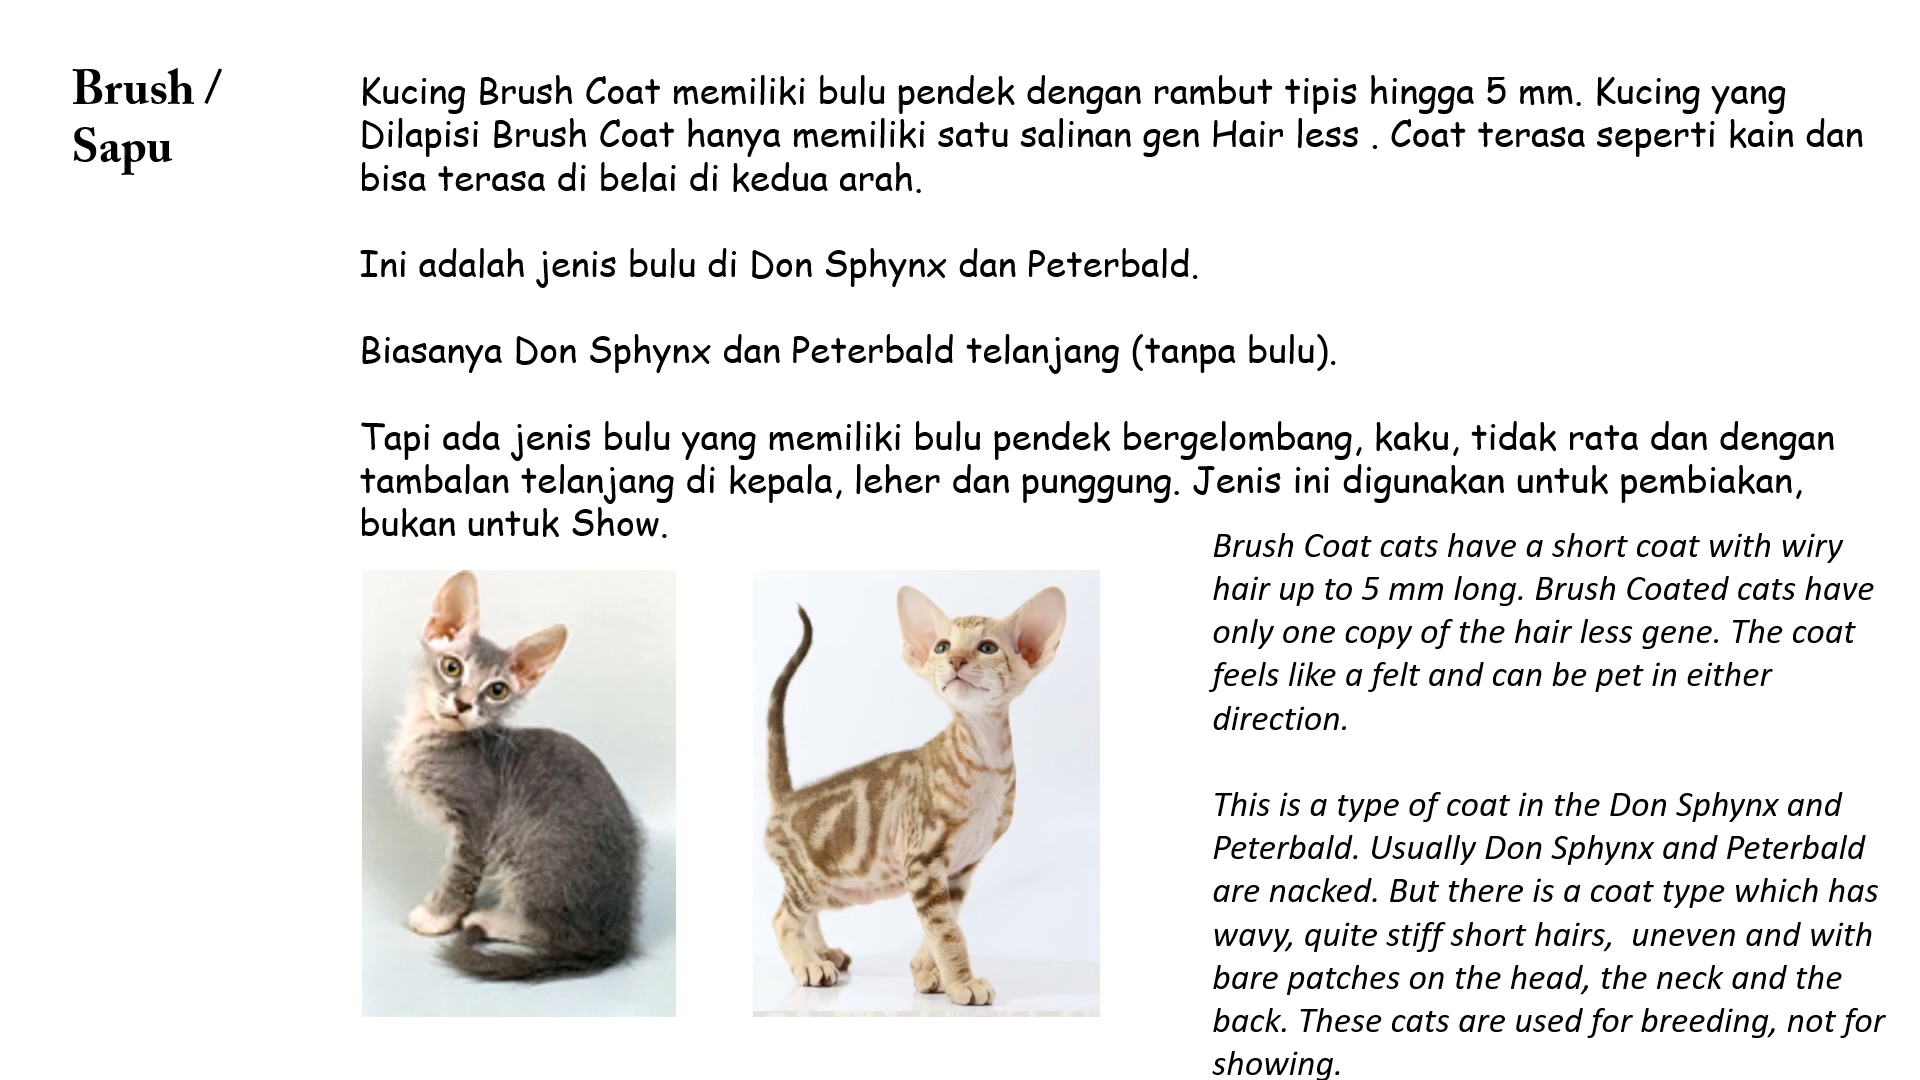 Brush /
Sapu
Kucing Brush Coat memiliki bulu pendek dengan rambut tipis hingga 5 mm. Kucing yang
Dilapisi Brush Coat hanya memiliki satu salinan gen Hair less . Coat terasa seperti kain dan
bisa terasa di belai di kedua arah.
Ini adalah jenis bulu di Don Sphynx dan Peterbald.
Biasanya Don Sphynx dan Peterbald telanjang (tanpa bulu).
Tapi ada jenis bulu yang memiliki bulu pendek bergelombang, kaku, tidak rata dan dengan
tambalan telanjang di kepala, leher dan punggung. Jenis ini digunakan untuk pembiakan,
bukan untuk Show.
Brush Coat cats have a short coat with wiry
hair up to 5 mm long. Brush Coated cats have
only one copy of the hair less gene. The coat
feels like a felt and can be pet in either
direction.
This is a type of coat in the Don Sphynx and
Peterbald. Usually Don Sphynx and Peterbald
are nacked. But there is a coat type which has
wavy, quite stiff short hairs,  uneven and with
bare patches on the head, the neck and the
back. These cats are used for breeding, not for
showing.